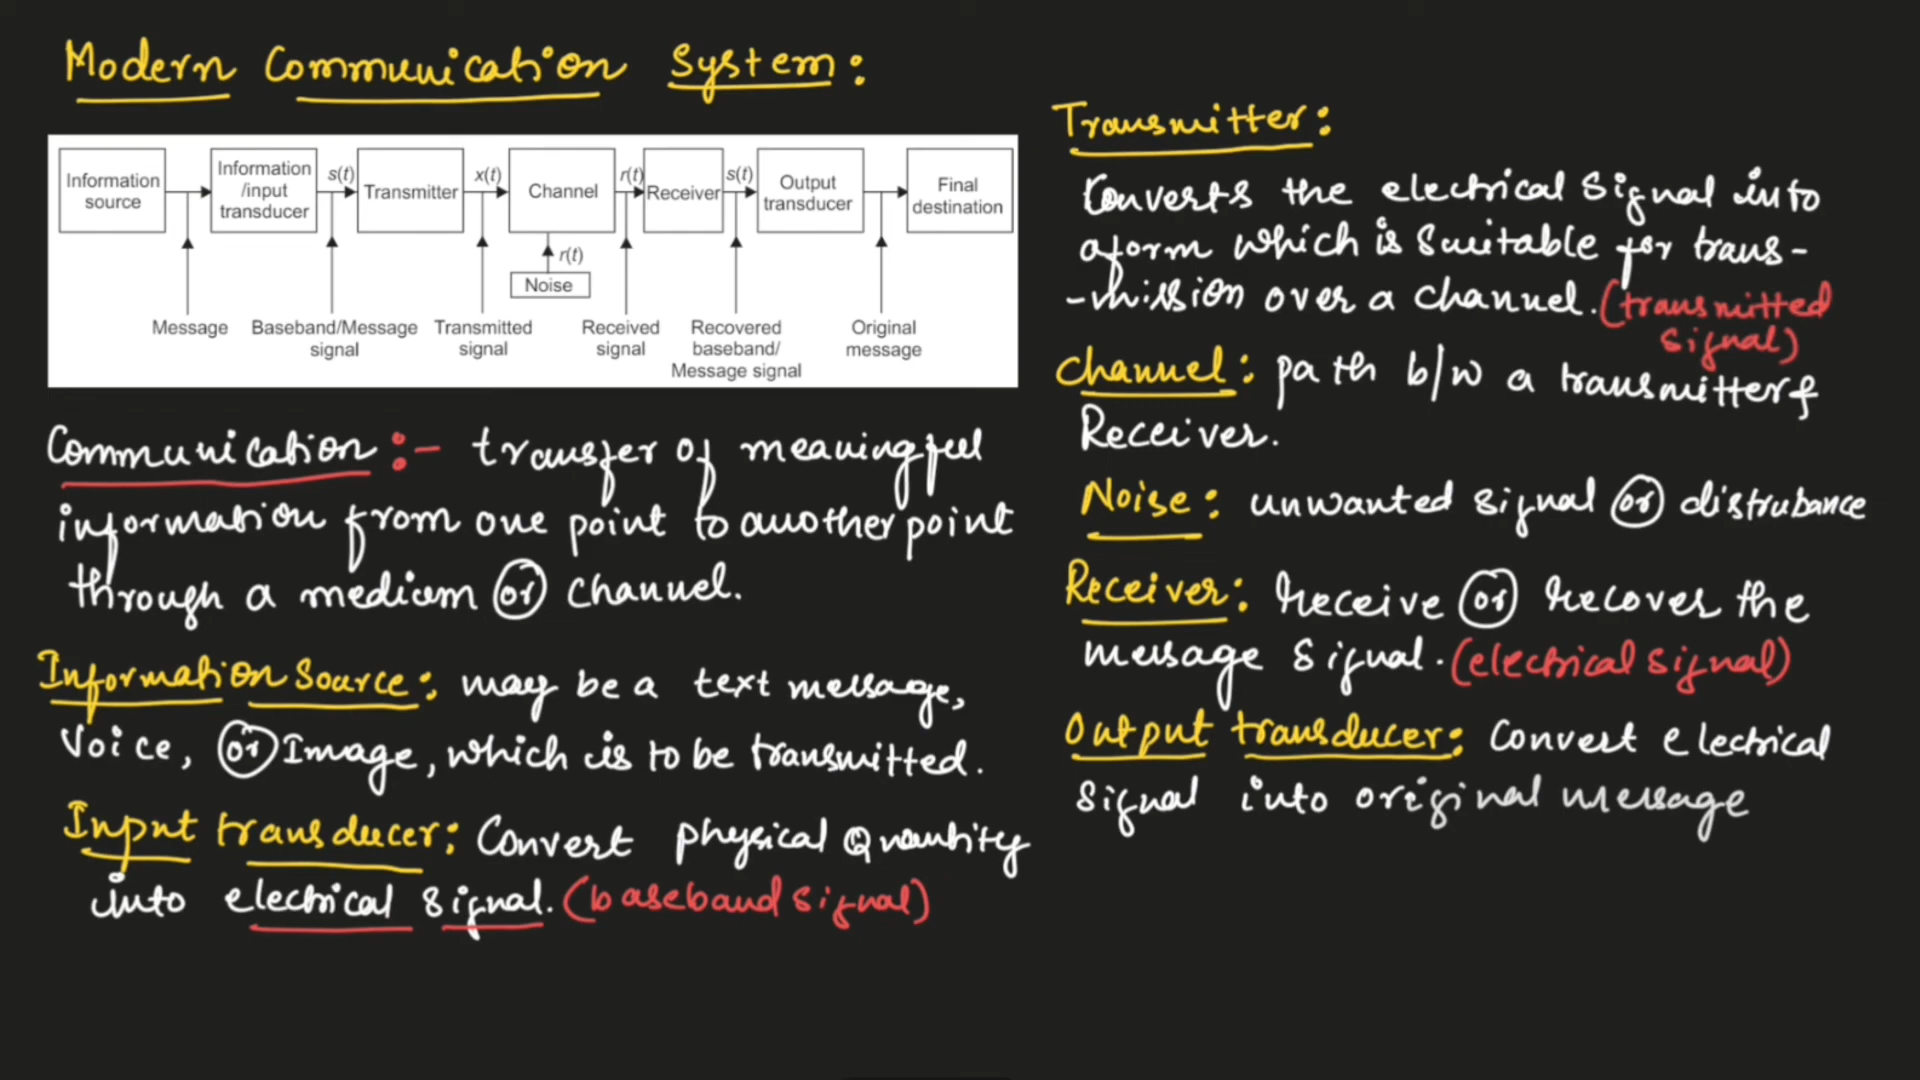 Modern Communication System:
Information source
Information /input transducer
s(t)
Transmitter
x(t)
Channel
r(t)
Receiver
s(t)
Output transducer
Final destination
r(t)
Noise
Message
Baseband/Message signal
Transmitted signal
Received signal
Recovered baseband/ Message signal
Original message
Communication :- transfer of meaningful
information from one point to another point
through a medium or channel.
Information Source: may be a text message,
Voice, or Image, which is to be transmitted.
Input transducer: Convert physical Quantity
into electrical signal. (baseband signal)
Transmitter:
Converts the electrical signal into
a form which is suitable for trans-
-mission over a channel. (transmitted
signal)
Channel: path b/w a transmitter &
Receiver.
Noise: unwanted signal or distrubance
Receiver: receive or recover the
message signal. (electrical signal)
Output transducer: Convert electrical
signal into original message